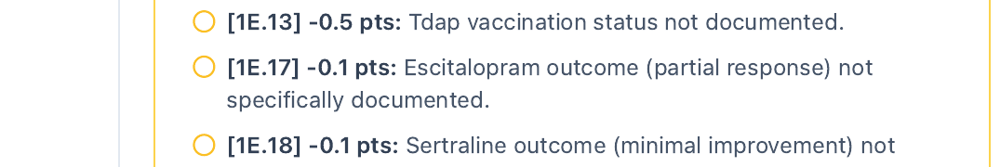 [1E.13] -0.5 pts: Tdap vaccination status not documented.
[1E.17] -0.1 pts: Escitalopram outcome (partial response) not
specifically documented.
[1E.18] -0.1 pts: Sertraline outcome (minimal improvement) not